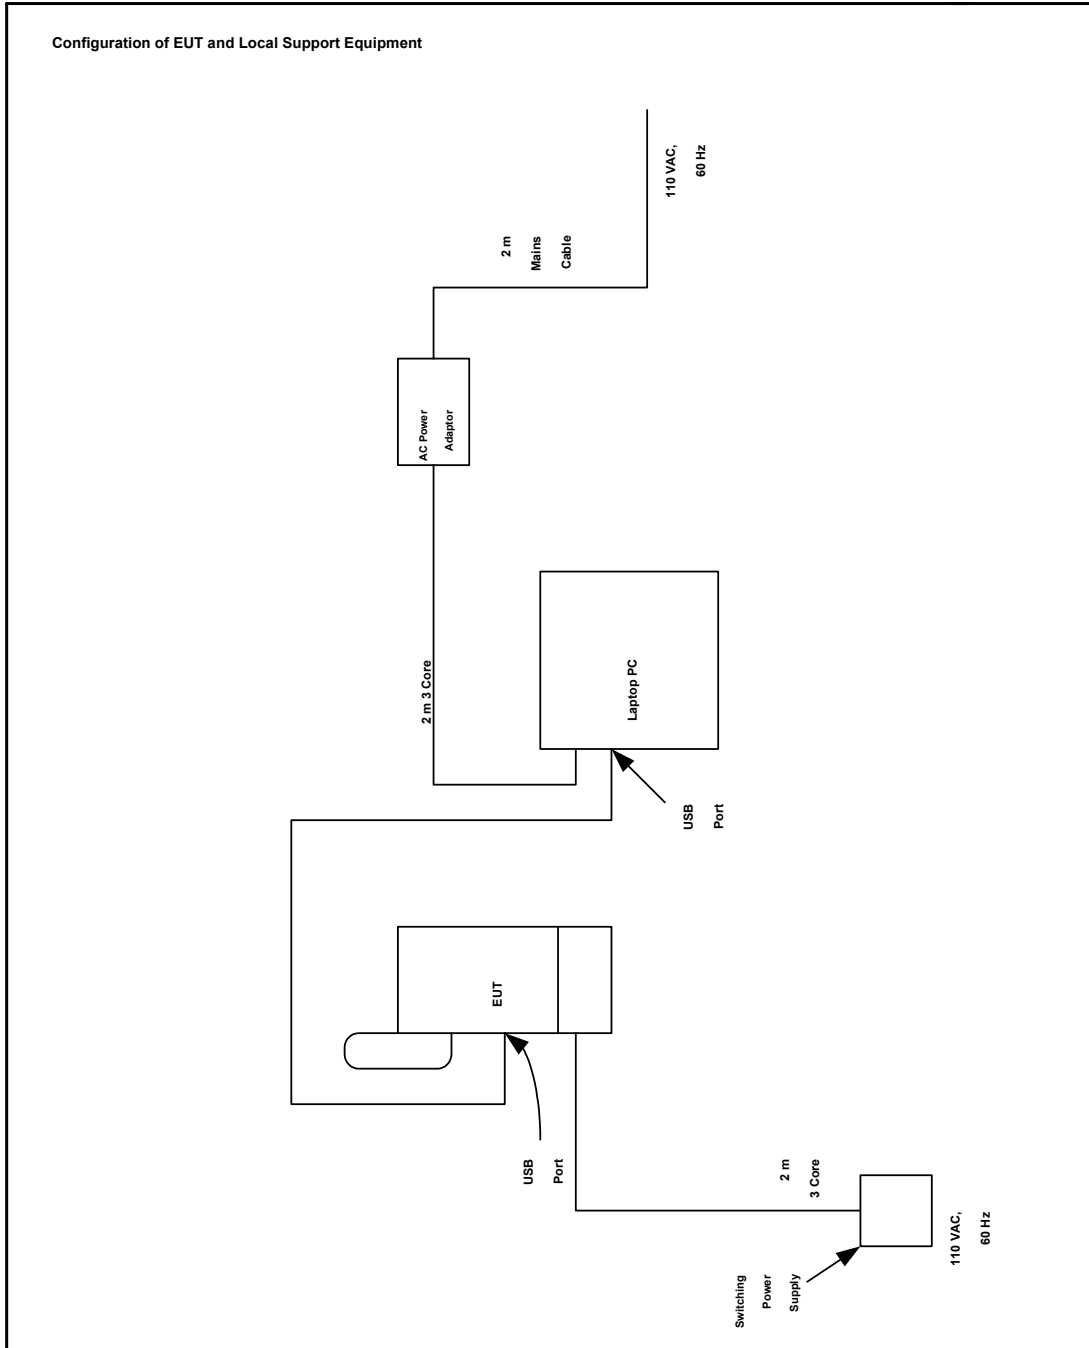 Configuration of EUT and Local Support Equipment
110 VAC,
60 Hz
2 m
Mains
Cable
AC Power
Adaptor
2 m 3 Core
Laptop PC
USB
Port
EUT
USB
Port
2 m
3 Core
110 VAC,
60 Hz
Switching
Power
Supply